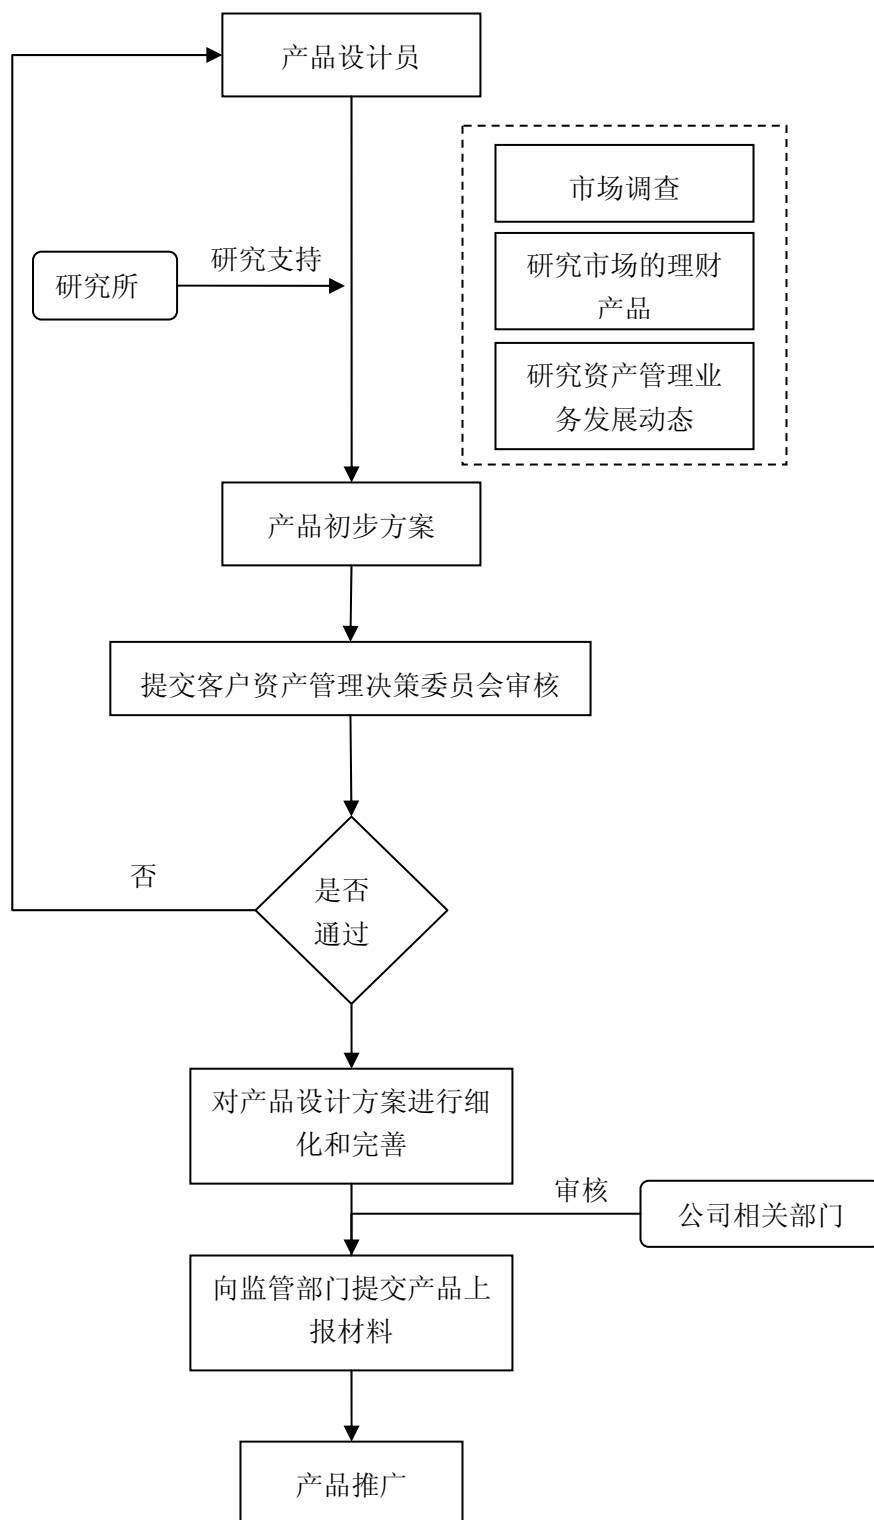 产品设计员
市场调查
研究支持
研究所
研究市场的理财
产品
研究资产管理业
务发展动态
产品初步方案
提交客户资产管理决策委员会审核
否
是否
通过
对产品设计方案进行细
化和完善
审核
公司相关部门
向监管部门提交产品上
报材料
产品推广